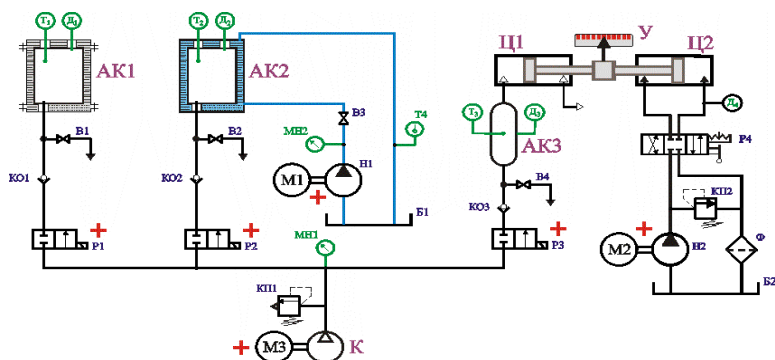 Т1 Д1 Т2 Д2 Ц1 У Ц2
АК1 АК2
В3 Т4 Т3 Д3 Д4
МН2 АК3
В1 В2 Р4
Н1
КО1 КО2 М1 В4 КП2
КО3
Б1
МН1 М2 Н2 Ф
Р1 Р2 Р3
Б2
КП1
М3 К